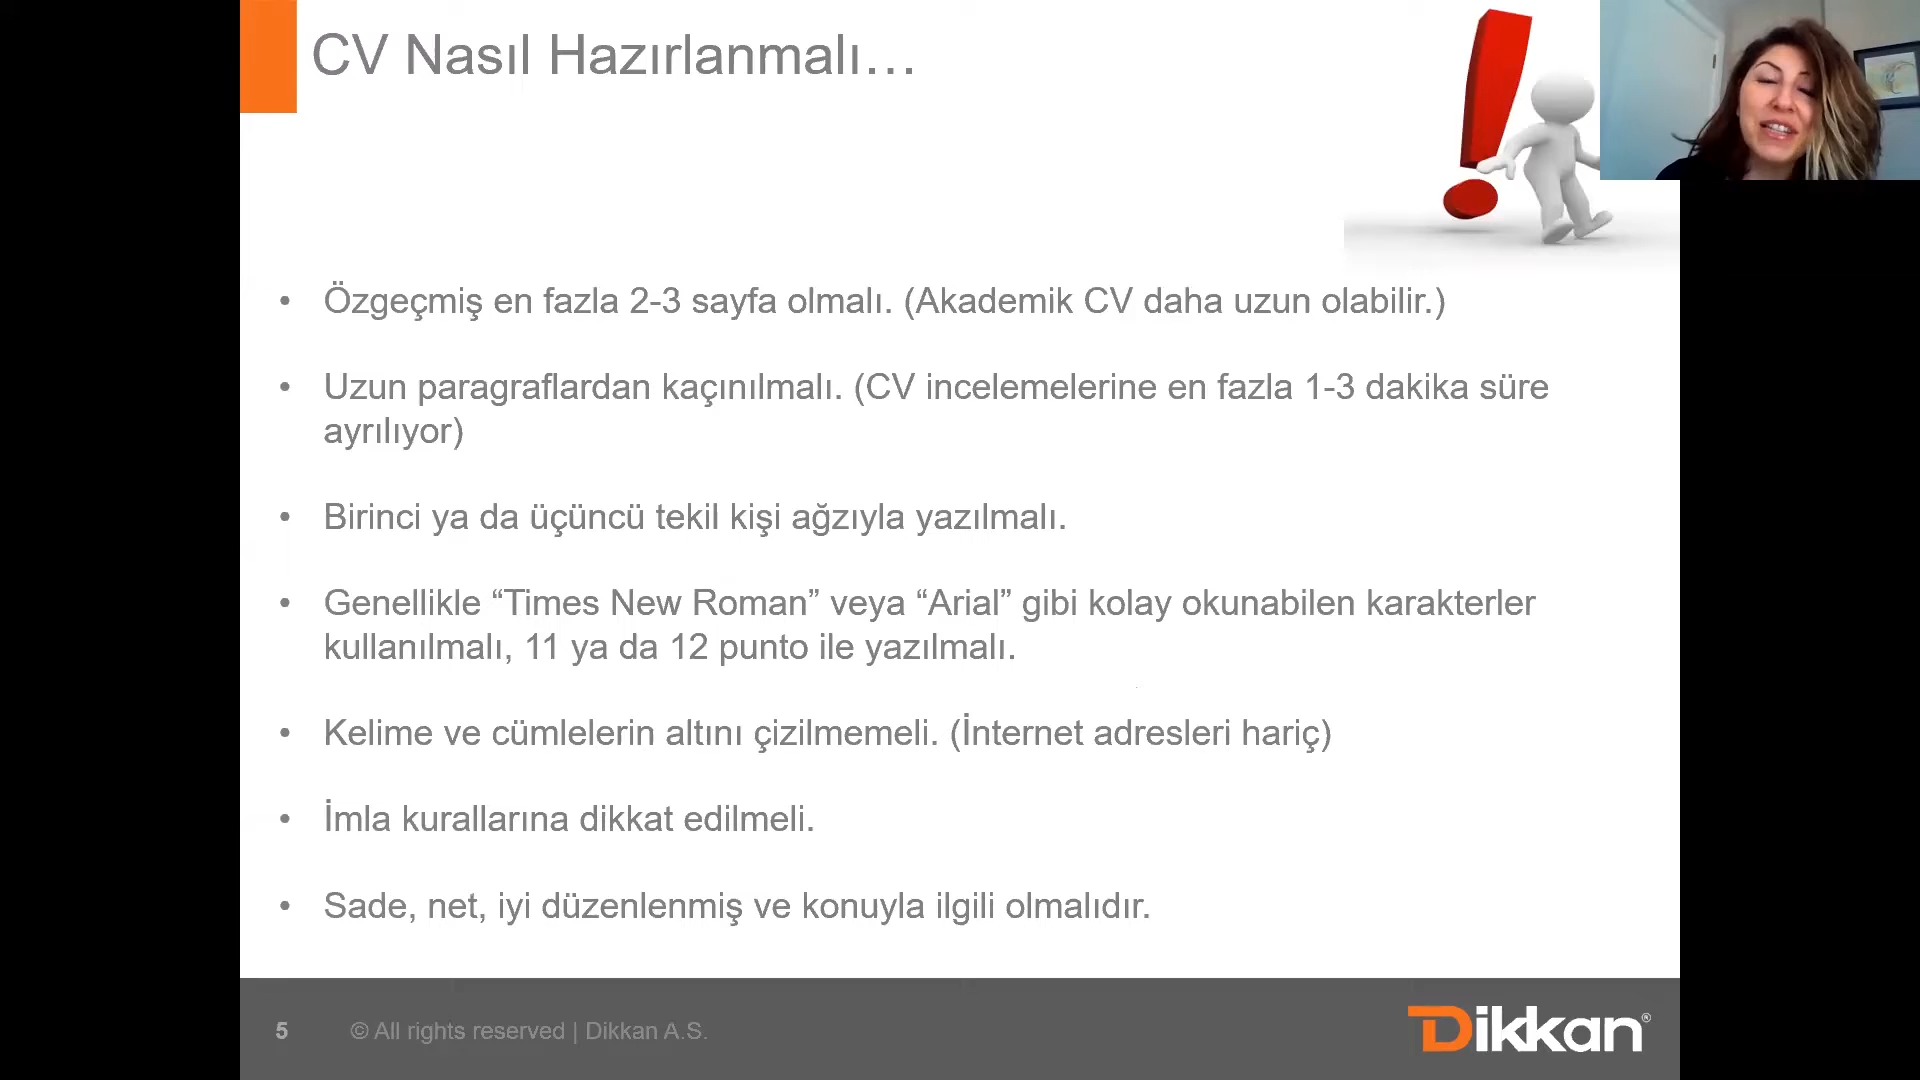 CV Nasıl Hazırlanmalı…
• Özgeçmiş en fazla 2-3 sayfa olmalı. (Akademik CV daha uzun olabilir.)
• Uzun paragraflardan kaçınılmalı. (CV incelemelerine en fazla 1-3 dakika süre
ayrılıyor)
• Birinci ya da üçüncü tekil kişi ağzıyla yazılmalı.
• Genellikle “Times New Roman” veya “Arial” gibi kolay okunabilen karakterler
kullanılmalı, 11 ya da 12 punto ile yazılmalı.
• Kelime ve cümlelerin altını çizilmemeli. (İnternet adresleri hariç)
• İmla kurallarına dikkat edilmeli.
• Sade, net, iyi düzenlenmiş ve konuyla ilgili olmalıdır.
5 © All rights reserved | Dikkan A.S.
Dikkan®